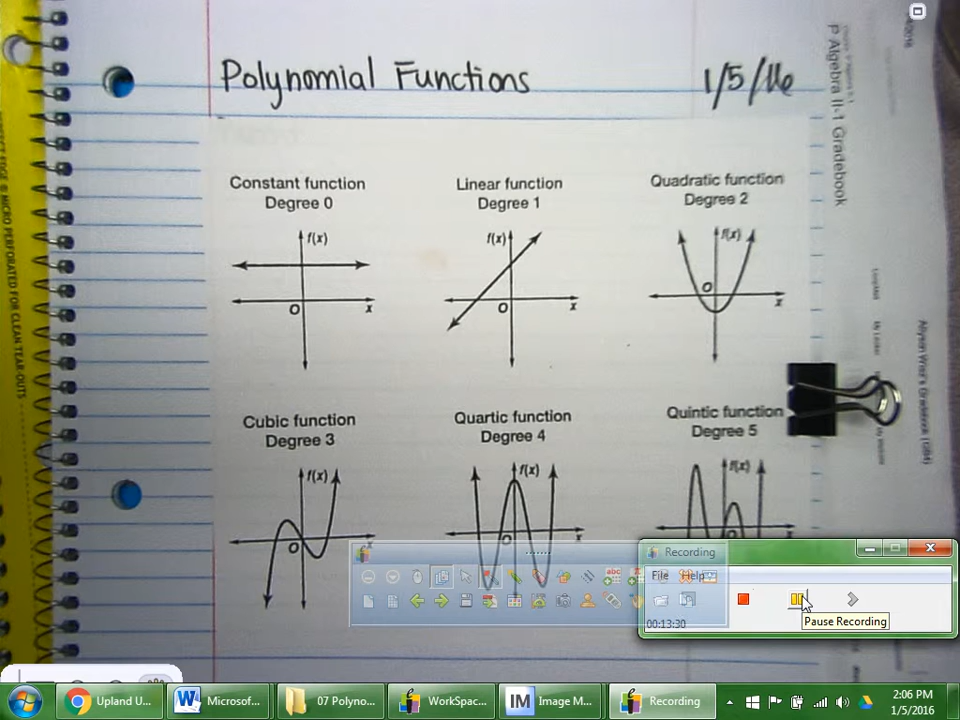 Polynomial Functions 1/5/16
P Algebra II-1 Gradebook
Constant function
Degree 0
Linear function
Degree 1
Quadratic function
Degree 2
f(x)
f(x)
f(x)
O
x
O
x
O
x
Cubic function
Degree 3
Quartic function
Degree 4
Quintic function
Degree 5
f(x)
f(x)
f(x)
O
x
O
x
O
Recording
File Help
00:13:30
Pause Recording
Upland U...
Microsof...
07 Polyno...
WorkSpac...
Image M...
Recording
2:06 PM
1/5/2016